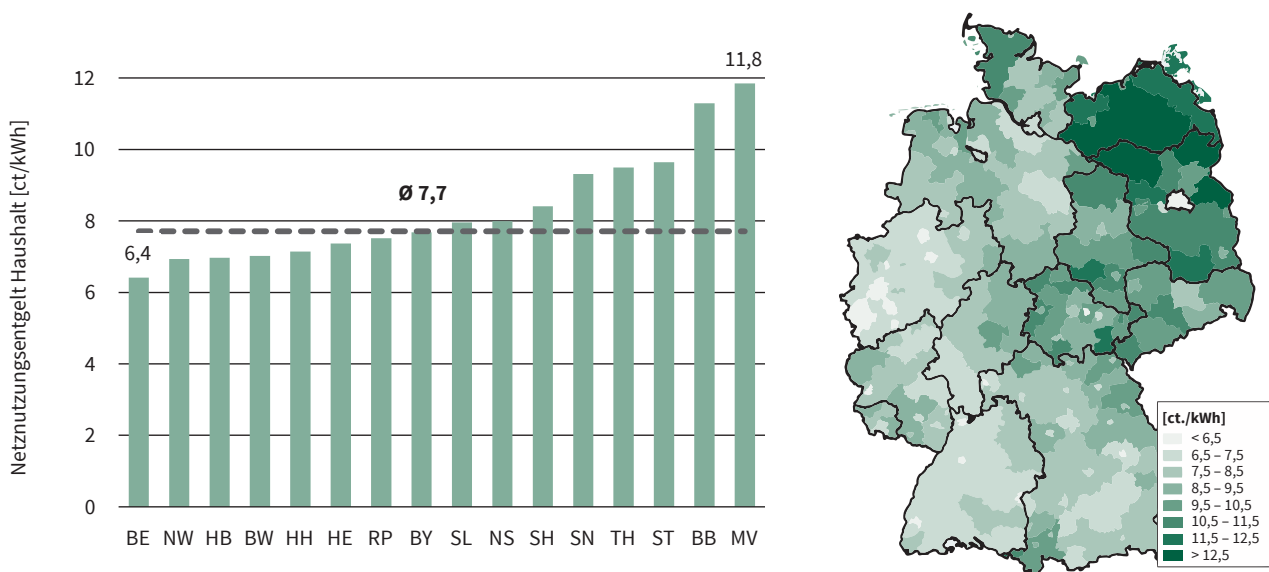 Netznutzungsentgelt Haushalt [ct/kWh]
12
10
8
6
4
2
0
6,4
Ø 7,7
11,8
BE NW HB BW HH HE RP BY SL NS SH SN TH ST BB MV
[ct./kWh]
< 6,5
6,5 – 7,5
7,5 – 8,5
8,5 – 9,5
9,5 – 10,5
10,5 – 11,5
11,5 – 12,5
> 12,5